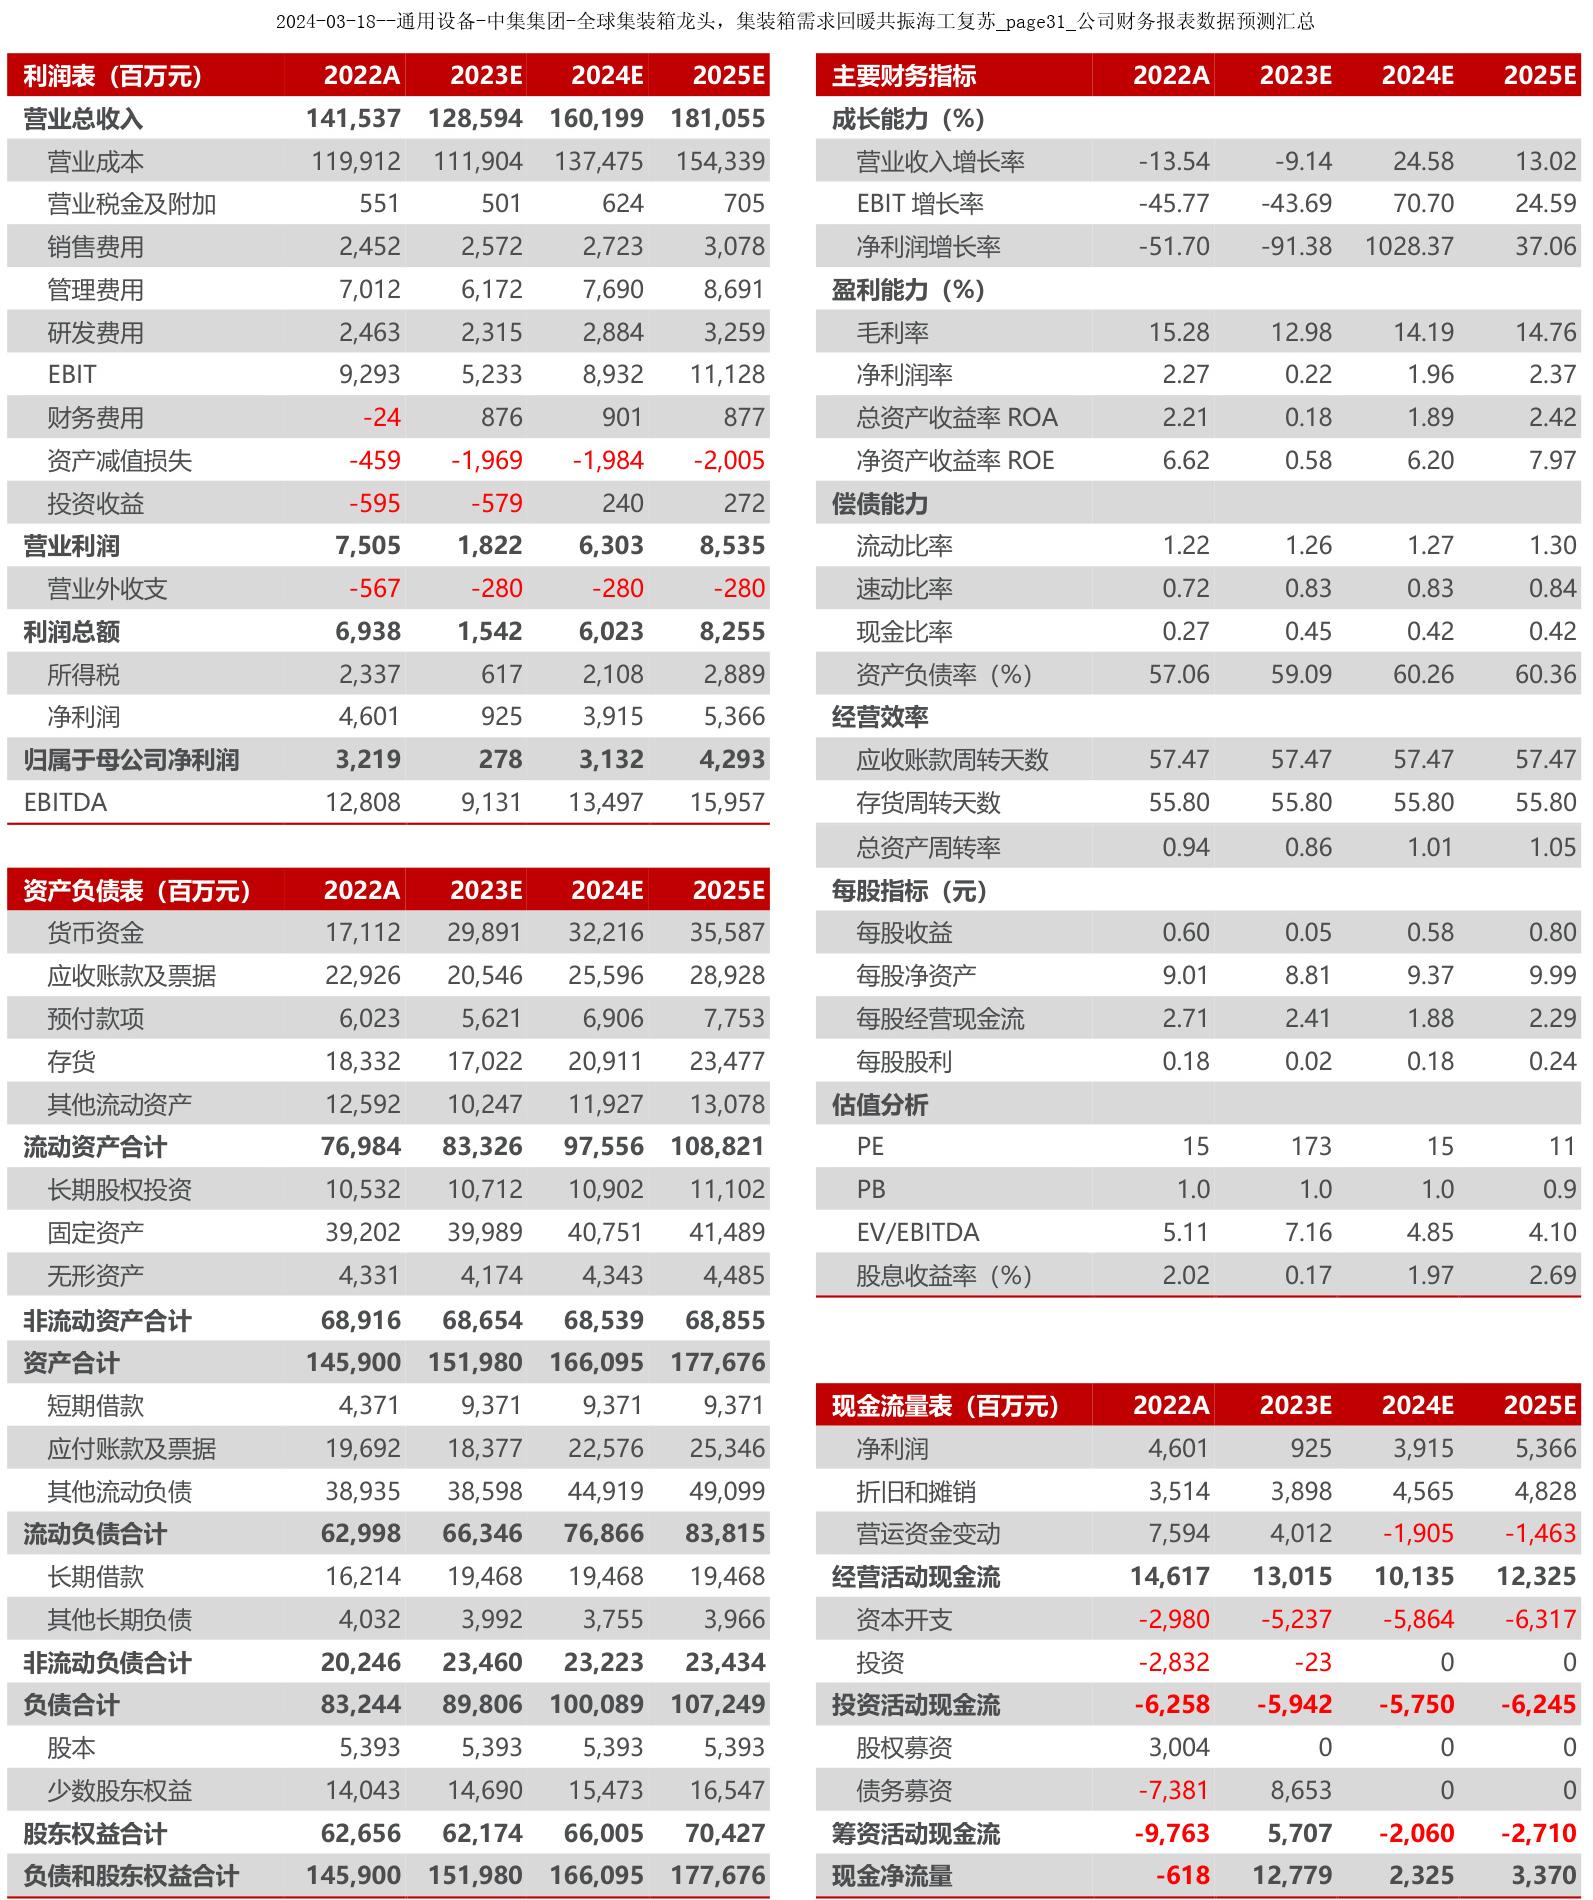 2024-03-18--通用设备-中集集团-全球集装箱龙头，集装箱需求回暖共振海工复苏_page31_公司财务报表数据预测汇总
利润表（百万元） 2022A 2023E 2024E 2025E
营业总收入 141,537 128,594 160,199 181,055
营业成本 119,912 111,904 137,475 154,339
营业税金及附加 551 501 624 705
销售费用 2,452 2,572 2,723 3,078
管理费用 7,012 6,172 7,690 8,691
研发费用 2,463 2,315 2,884 3,259
EBIT 9,293 5,233 8,932 11,128
财务费用 -24 876 901 877
资产减值损失 -459 -1,969 -1,984 -2,005
投资收益 -595 -579 240 272
营业利润 7,505 1,822 6,303 8,535
营业外收支 -567 -280 -280 -280
利润总额 6,938 1,542 6,023 8,255
所得税 2,337 617 2,108 2,889
净利润 4,601 925 3,915 5,366
归属于母公司净利润 3,219 278 3,132 4,293
EBITDA 12,808 9,131 13,497 15,957
资产负债表（百万元） 2022A 2023E 2024E 2025E
货币资金 17,112 29,891 32,216 35,587
应收账款及票据 22,926 20,546 25,596 28,928
预付款项 6,023 5,621 6,906 7,753
存货 18,332 17,022 20,911 23,477
其他流动资产 12,592 10,247 11,927 13,078
流动资产合计 76,984 83,326 97,556 108,821
长期股权投资 10,532 10,712 10,902 11,102
固定资产 39,202 39,989 40,751 41,489
无形资产 4,331 4,174 4,343 4,485
非流动资产合计 68,916 68,654 68,539 68,855
资产合计 145,900 151,980 166,095 177,676
短期借款 4,371 9,371 9,371 9,371
应付账款及票据 19,692 18,377 22,576 25,346
其他流动负债 38,935 38,598 44,919 49,099
流动负债合计 62,998 66,346 76,866 83,815
长期借款 16,214 19,468 19,468 19,468
其他长期负债 4,032 3,992 3,755 3,966
非流动负债合计 20,246 23,460 23,223 23,434
负债合计 83,244 89,806 100,089 107,249
股本 5,393 5,393 5,393 5,393
少数股东权益 14,043 14,690 15,473 16,547
股东权益合计 62,656 62,174 66,005 70,427
负债和股东权益合计 145,900 151,980 166,095 177,676
主要财务指标 2022A 2023E 2024E 2025E
成长能力（%）
营业收入增长率 -13.54 -9.14 24.58 13.02
EBIT 增长率 -45.77 -43.69 70.70 24.59
净利润增长率 -51.70 -91.38 1028.37 37.06
盈利能力（%）
毛利率 15.28 12.98 14.19 14.76
净利润率 2.27 0.22 1.96 2.37
总资产收益率 ROA 2.21 0.18 1.89 2.42
净资产收益率 ROE 6.62 0.58 6.20 7.97
偿债能力
流动比率 1.22 1.26 1.27 1.30
速动比率 0.72 0.83 0.83 0.84
现金比率 0.27 0.45 0.42 0.42
资产负债率（%） 57.06 59.09 60.26 60.36
经营效率
应收账款周转天数 57.47 57.47 57.47 57.47
存货周转天数 55.80 55.80 55.80 55.80
总资产周转率 0.94 0.86 1.01 1.05
每股指标（元）
每股收益 0.60 0.05 0.58 0.80
每股净资产 9.01 8.81 9.37 9.99
每股经营现金流 2.71 2.41 1.88 2.29
每股股利 0.18 0.02 0.18 0.24
估值分析
PE 15 173 15 11
PB 1.0 1.0 1.0 0.9
EV/EBITDA 5.11 7.16 4.85 4.10
股息收益率（%） 2.02 0.17 1.97 2.69
现金流量表（百万元） 2022A 2023E 2024E 2025E
净利润 4,601 925 3,915 5,366
折旧和摊销 3,514 3,898 4,565 4,828
营运资金变动 7,594 4,012 -1,905 -1,463
经营活动现金流 14,617 13,015 10,135 12,325
资本开支 -2,980 -5,237 -5,864 -6,317
投资 -2,832 -23 0 0
投资活动现金流 -6,258 -5,942 -5,750 -6,245
股权募资 3,004 0 0 0
债务募资 -7,381 8,653 0 0
筹资活动现金流 -9,763 5,707 -2,060 -2,710
现金净流量 -618 12,779 2,325 3,370